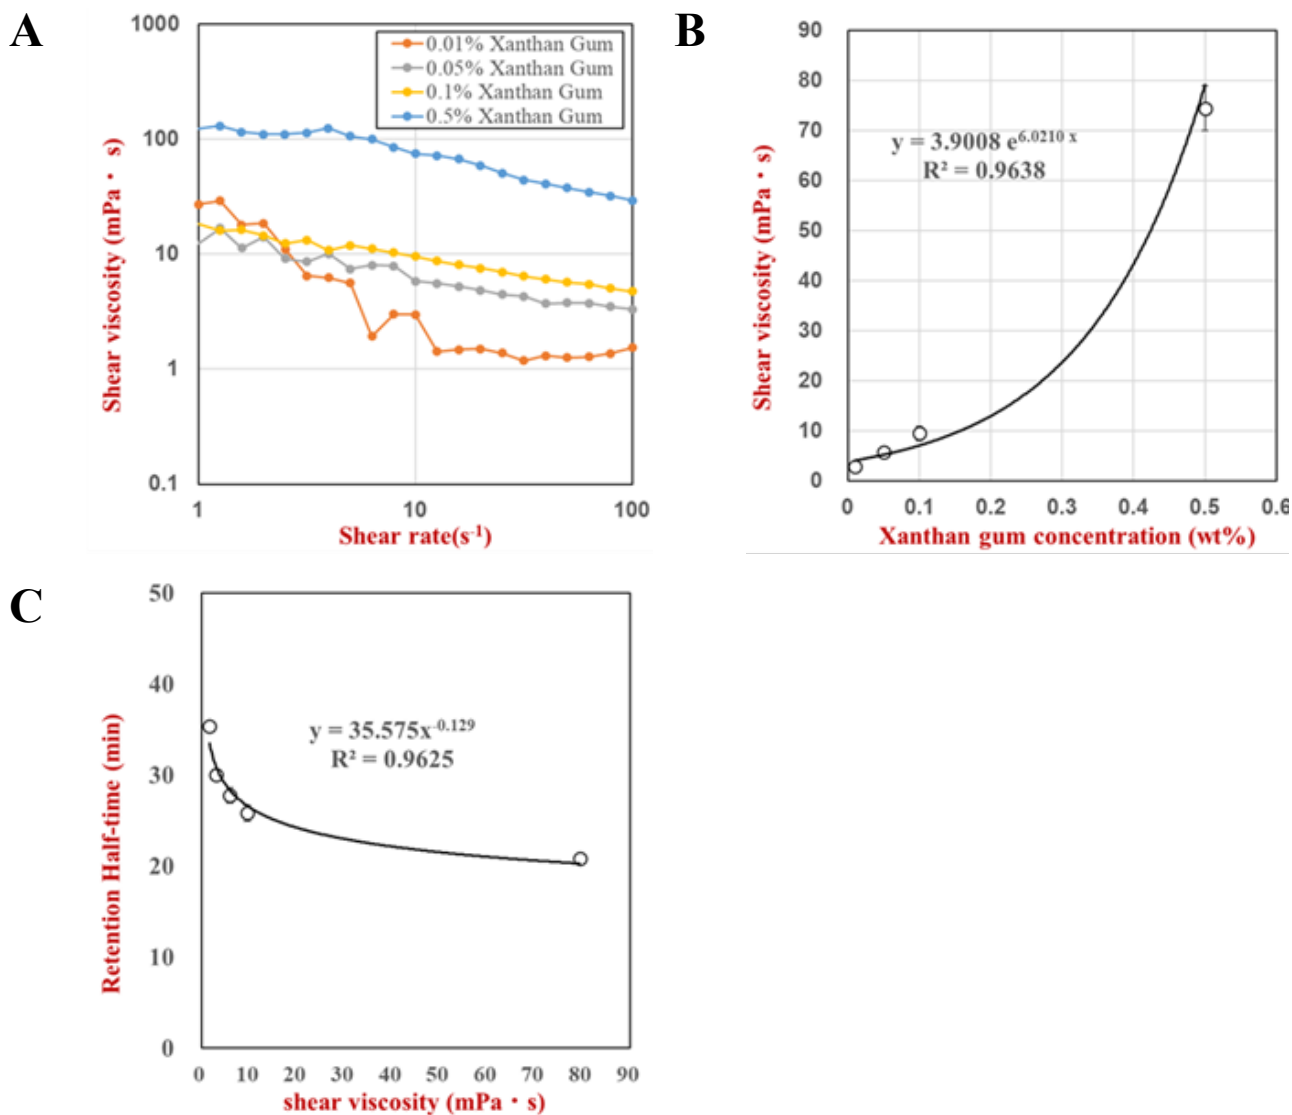 A
1000
100
10
1
0.1
Shear viscosity (mPa・s)
0.01% Xanthan Gum
0.05% Xanthan Gum
0.1% Xanthan Gum
0.5% Xanthan Gum
1 10 100
Shear rate(s-1)
B
90
80
70
60
50
40
30
20
10
0
Shear viscosity (mPa・s)
y = 3.9008 e6.0210 x
R² = 0.9638
0 0.1 0.2 0.3 0.4 0.5 0.6
Xanthan gum concentration (wt%)
C
50
40
30
20
10
0
Retention Half-time (min)
y = 35.575x-0.129
R² = 0.9625
0 10 20 30 40 50 60 70 80 90
shear viscosity (mPa・s)